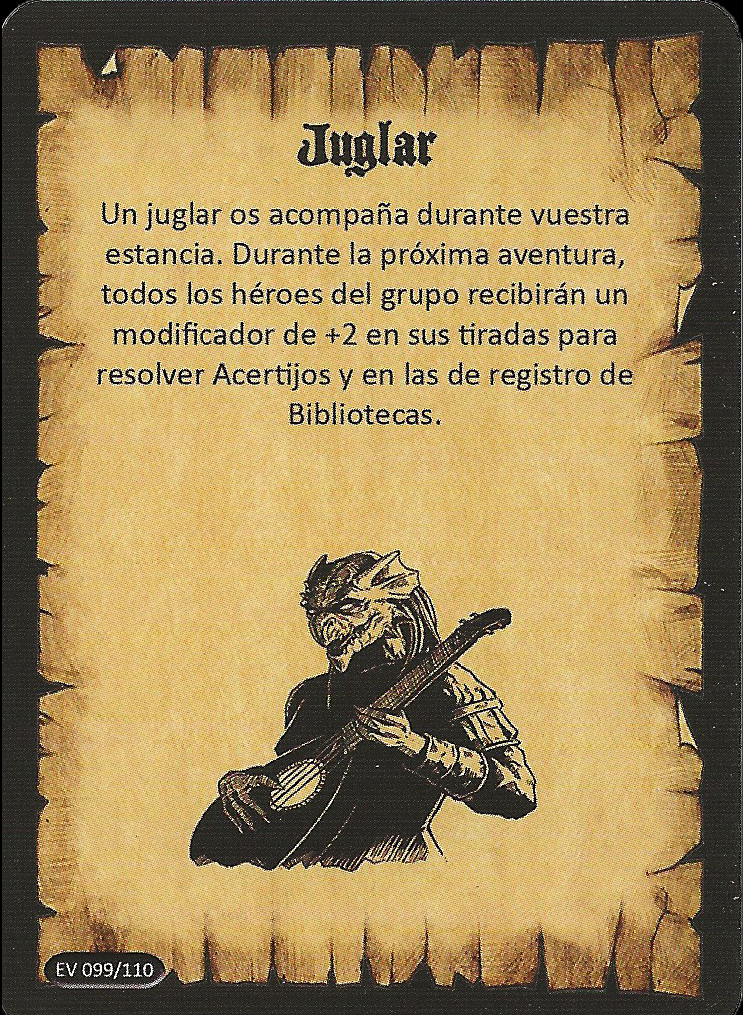 Juglar
Un juglar os acompaña durante vuestra
estancia. Durante la próxima aventura,
todos los héroes del grupo recibirán un
modificador de +2 en sus tiradas para
resolver Acertijos y en las de registro de
Bibliotecas.
EV 099/110